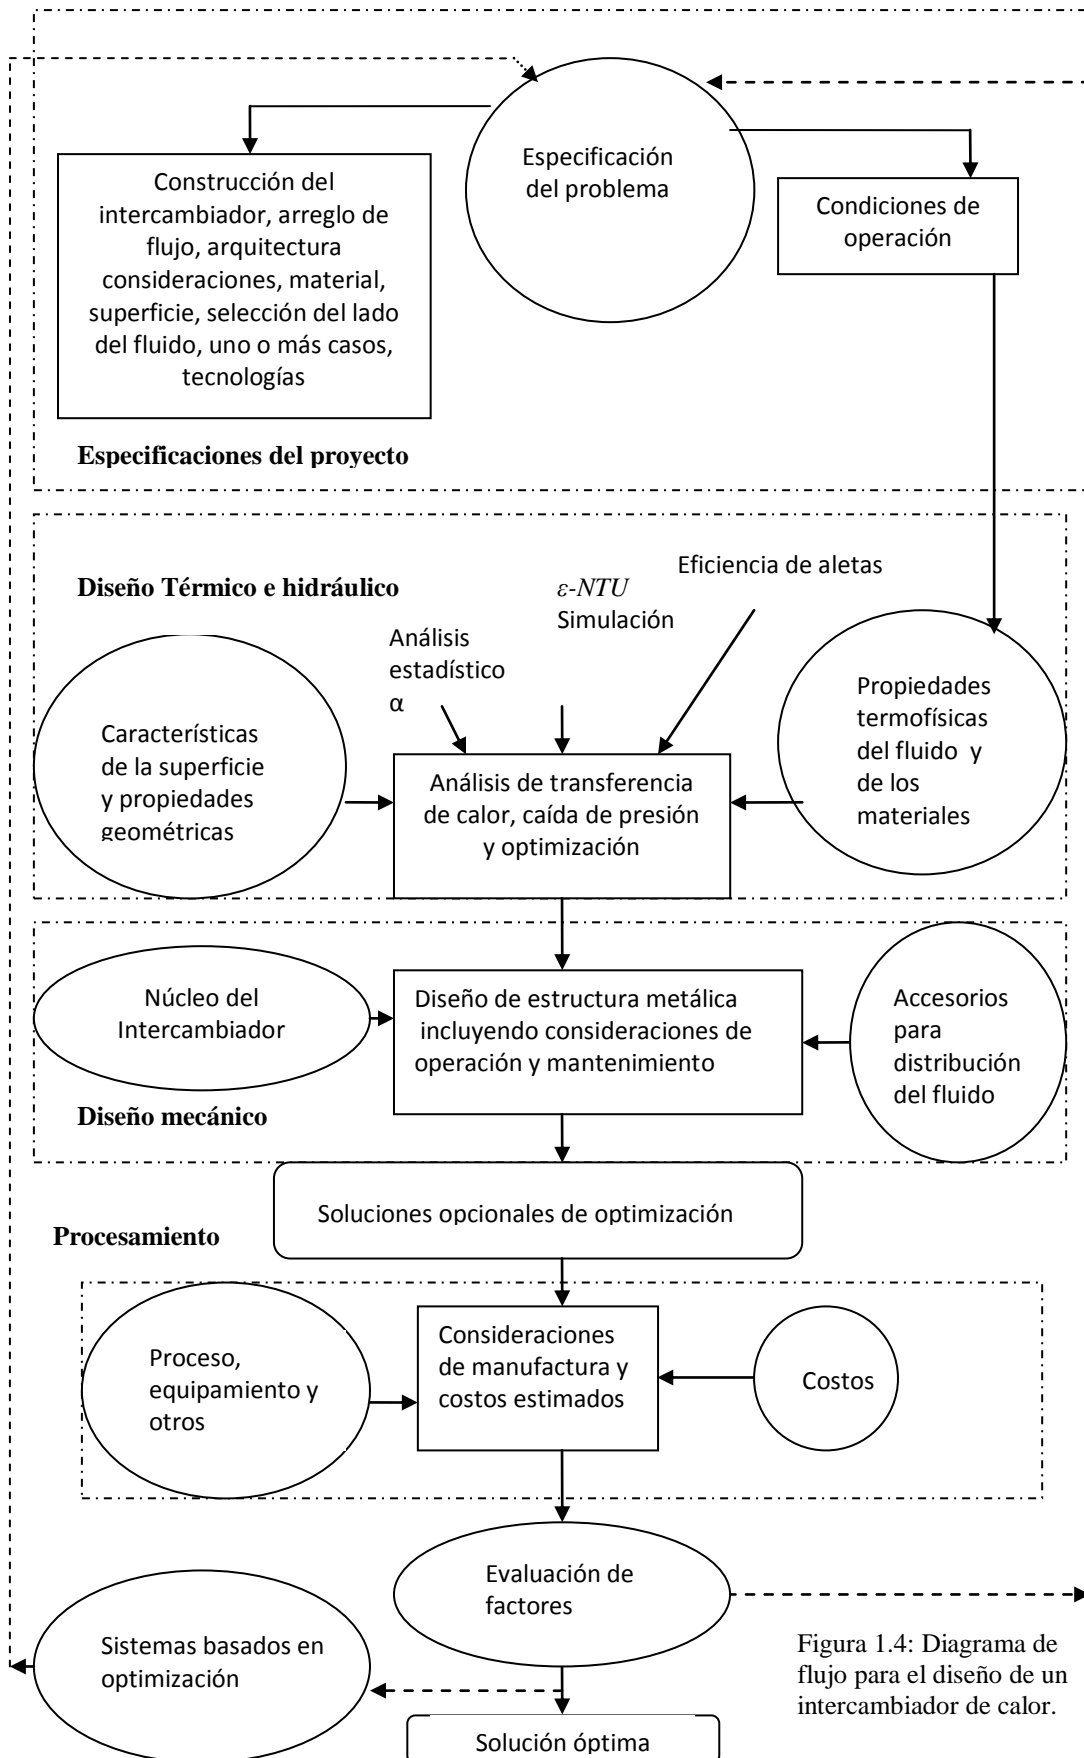 Especificación
del problema
Construcción del
intercambiador, arreglo de
flujo, arquitectura
consideraciones, material,
superficie, selección del lado
del fluido, uno o más casos,
tecnologías
Condiciones de
operación
Especificaciones del proyecto
Diseño Térmico e hidráulico
Eficiencia de aletas
ε-NTU
Simulación
Análisis
estadístico
α
Características
de la superficie
y propiedades
geométricas
Análisis de transferencia
de calor, caída de presión
y optimización
Propiedades
termofísicas
del fluido y
de los
materiales
Núcleo del
Intercambiador
Diseño de estructura metálica
incluyendo consideraciones de
operación y mantenimiento
Accesorios
para
distribución
del fluido
Diseño mecánico
Soluciones opcionales de optimización
Procesamiento
Proceso,
equipamiento y
otros
Consideraciones
de manufactura y
costos estimados
Costos
Evaluación de
factores
Sistemas basados en
optimización
Figura 1.4: Diagrama de
flujo para el diseño de un
intercambiador de calor.
Solución óptima